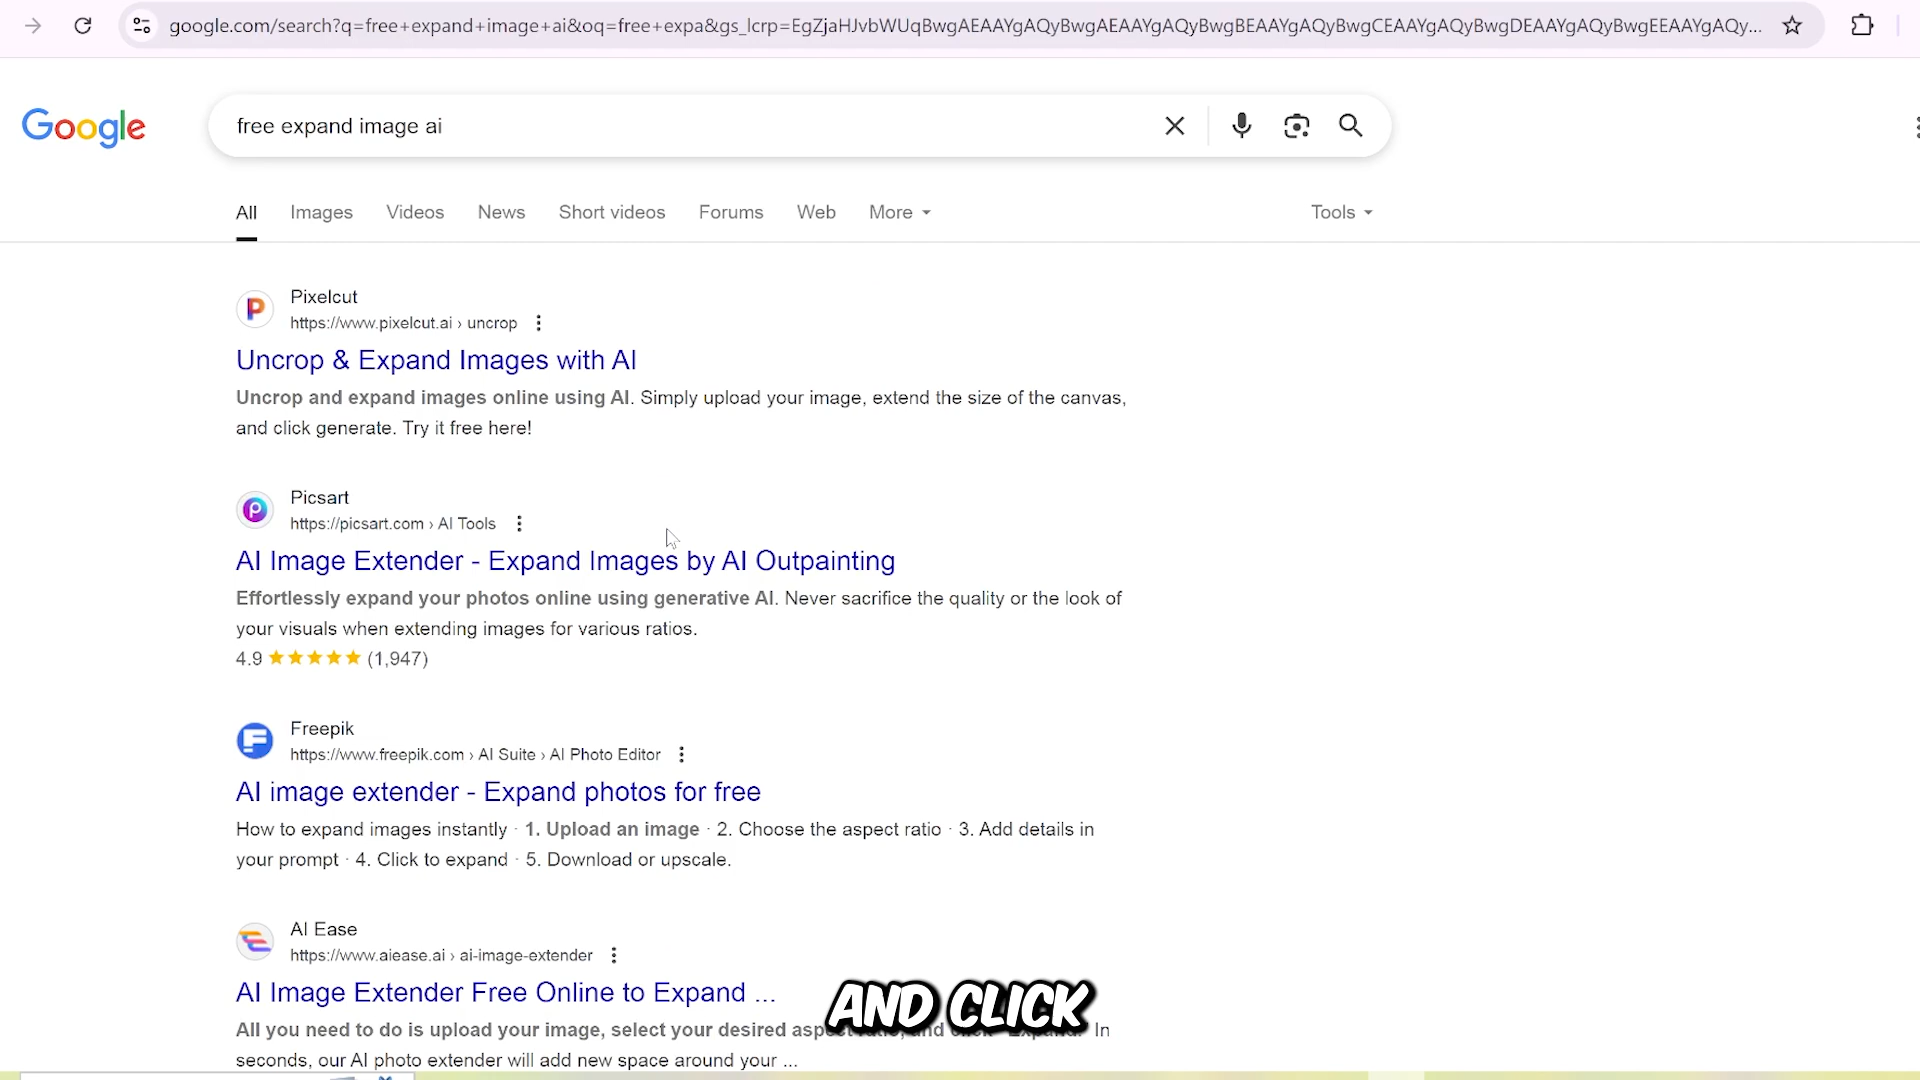 google.com/search?q=free+expand+image+ai&oq=free+expa&gs_lcrp=EgZjaHJvbWUqBwgAEAAYgAQyBwgAEAAYgAQyBwgBEAAYgAQyBwgCEAAYgAQyBwgDEAAYgAQyBwgEEAAYgAQy...
Google
free expand image ai
All Images Videos News Short videos Forums Web More Tools
Pixelcut
https://www.pixelcut.ai › uncrop
Uncrop & Expand Images with AI
Uncrop and expand images online using AI. Simply upload your image, extend the size of the canvas,
and click generate. Try it free here!
Picsart
https://picsart.com › AI Tools
AI Image Extender - Expand Images by AI Outpainting
Effortlessly expand your photos online using generative AI. Never sacrifice the quality or the look of
your visuals when extending images for various ratios.
4.9 ★★★★★ (1,947)
Freepik
https://www.freepik.com › AI Suite › AI Photo Editor
AI image extender - Expand photos for free
How to expand images instantly · 1. Upload an image · 2. Choose the aspect ratio · 3. Add details in
your prompt · 4. Click to expand · 5. Download or upscale.
AI Ease
https://www.aiease.ai › ai-image-extender
AI Image Extender Free Online to Expand ...
AND CLICK
All you need to do is upload your image, select your desired aspect ratio, and click "Expand." In
seconds, our AI photo extender will add new space around your ...